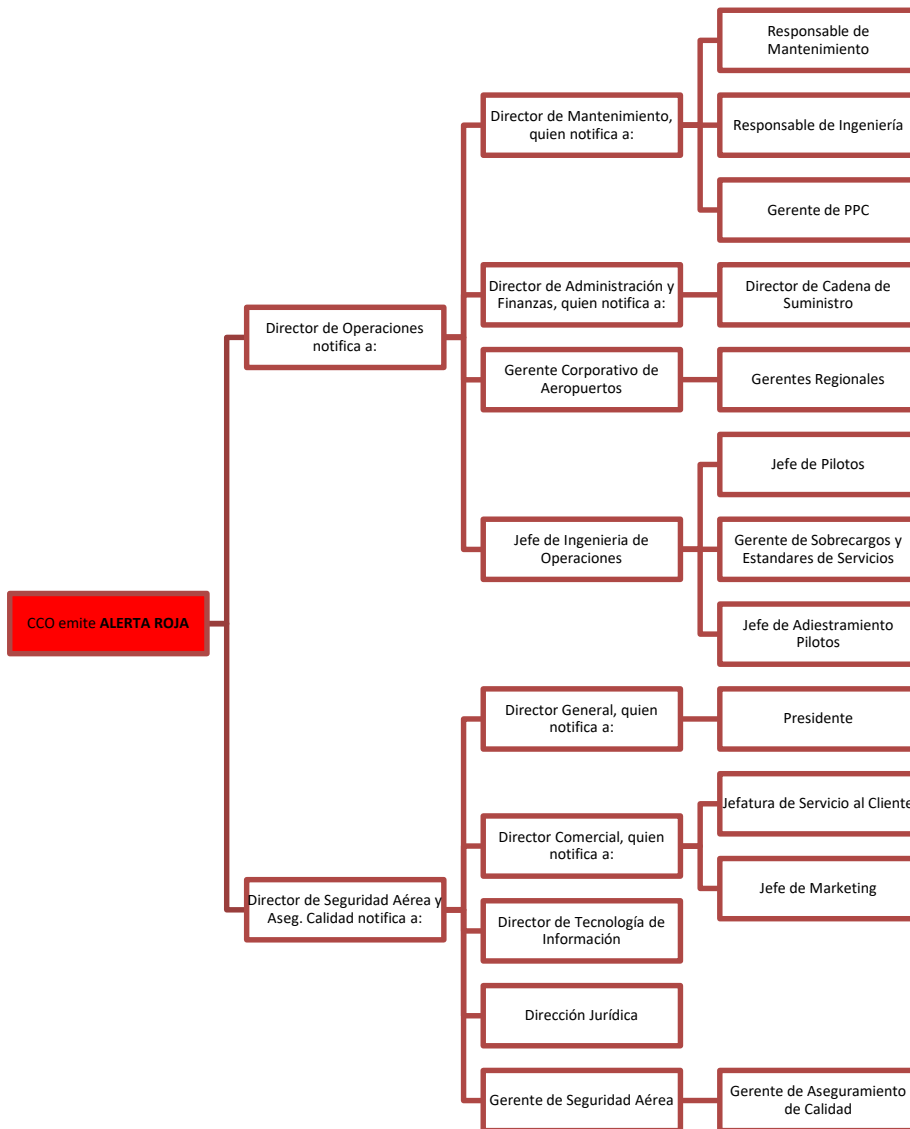 CCO emite ALERTA ROJA
Director de Operaciones
notifica a:
Director de Mantenimiento,
quien notifica a:
Responsable de
Mantenimiento
Responsable de Ingeniería
Gerente de PPC
Director de Administración y
Finanzas, quien notifica a:
Director de Cadena de
Suministro
Gerente Corporativo de
Aeropuertos
Gerentes Regionales
Jefe de Ingenieria de
Operaciones
Jefe de Pilotos
Gerente de Sobrecargos y
Estandares de Servicios
Jefe de Adiestramiento
Pilotos
Director de Seguridad Aérea y
Aseg. Calidad notifica a:
Director General, quien
notifica a:
Presidente
Director Comercial, quien
notifica a:
Jefatura de Servicio al Cliente
Jefe de Marketing
Director de Tecnología de
Información
Dirección Jurídica
Gerente de Seguridad Aérea
Gerente de Aseguramiento
de Calidad